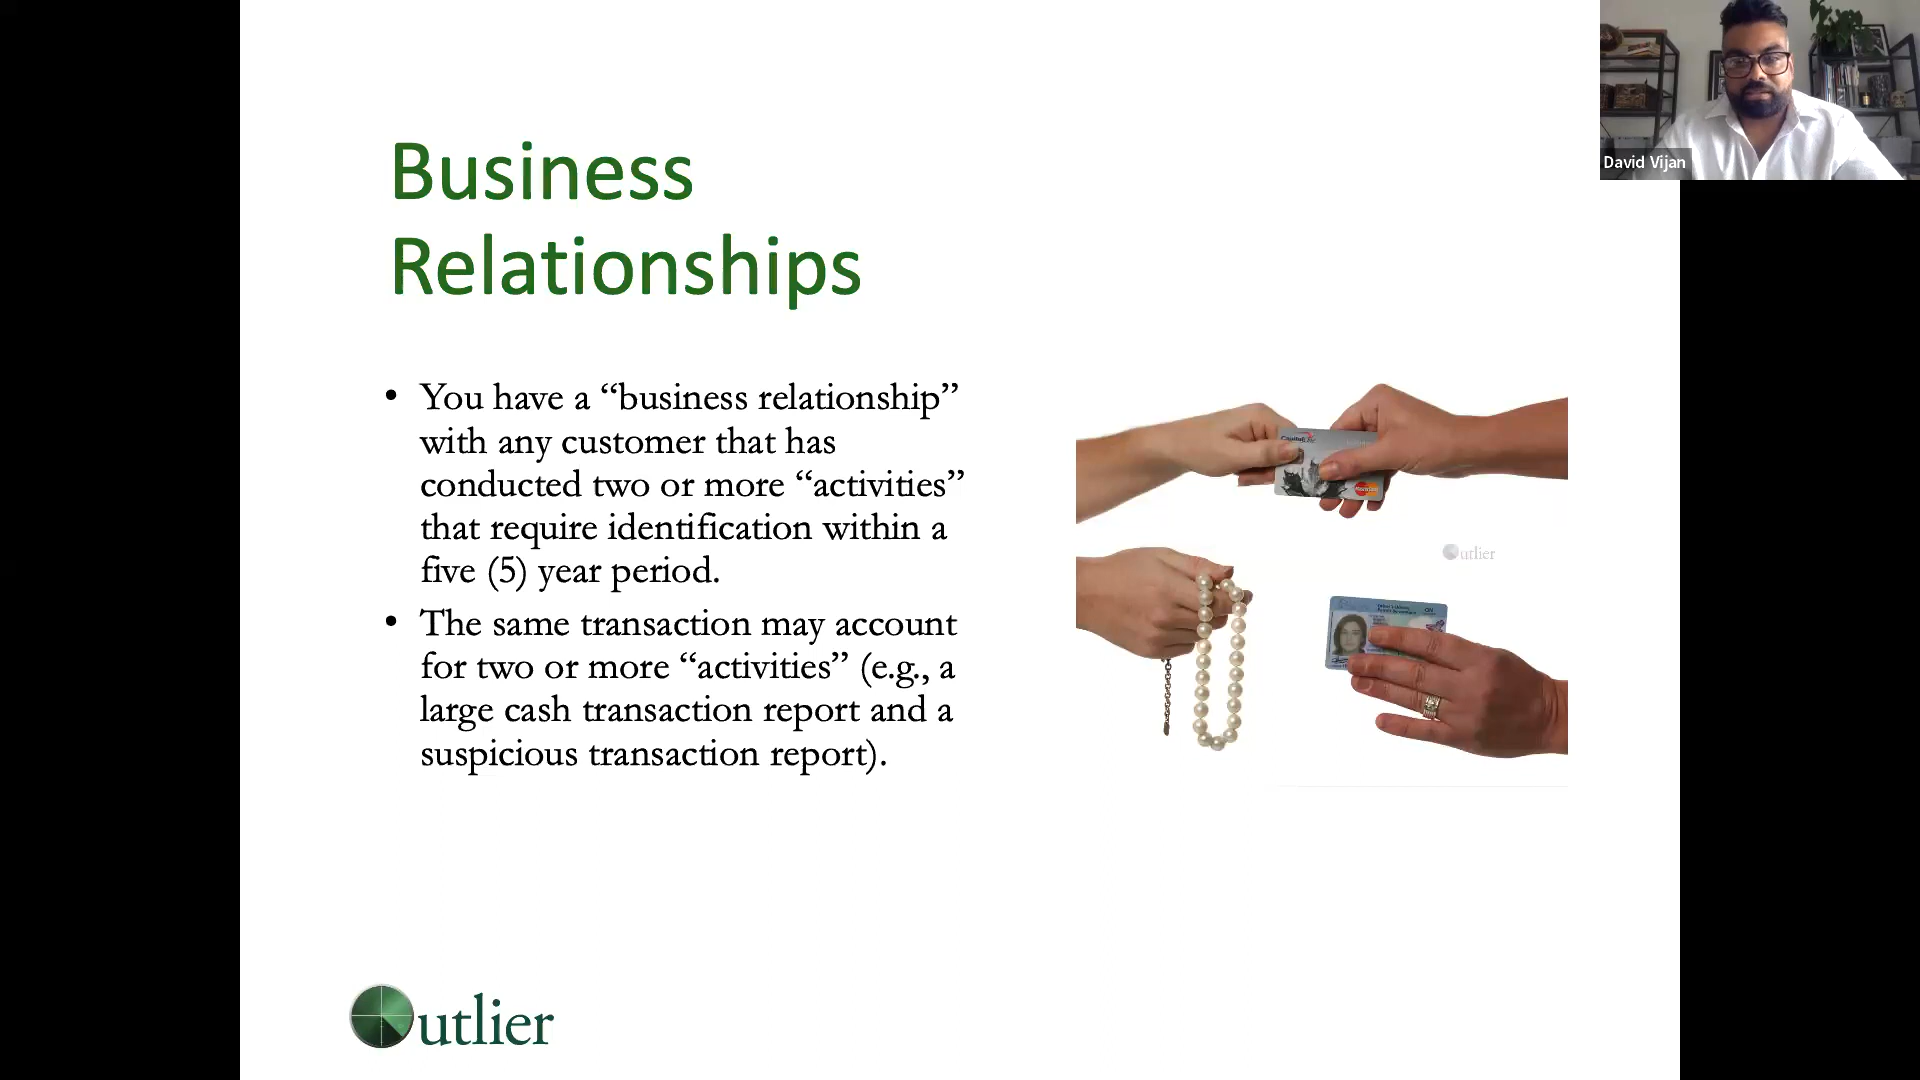 David Vijan
Business
Relationships
• You have a “business relationship”
with any customer that has
conducted two or more “activities”
that require identification within a
five (5) year period.
• The same transaction may account
for two or more “activities” (e.g., a
large cash transaction report and a
suspicious transaction report).
utlier
ON
Outlier